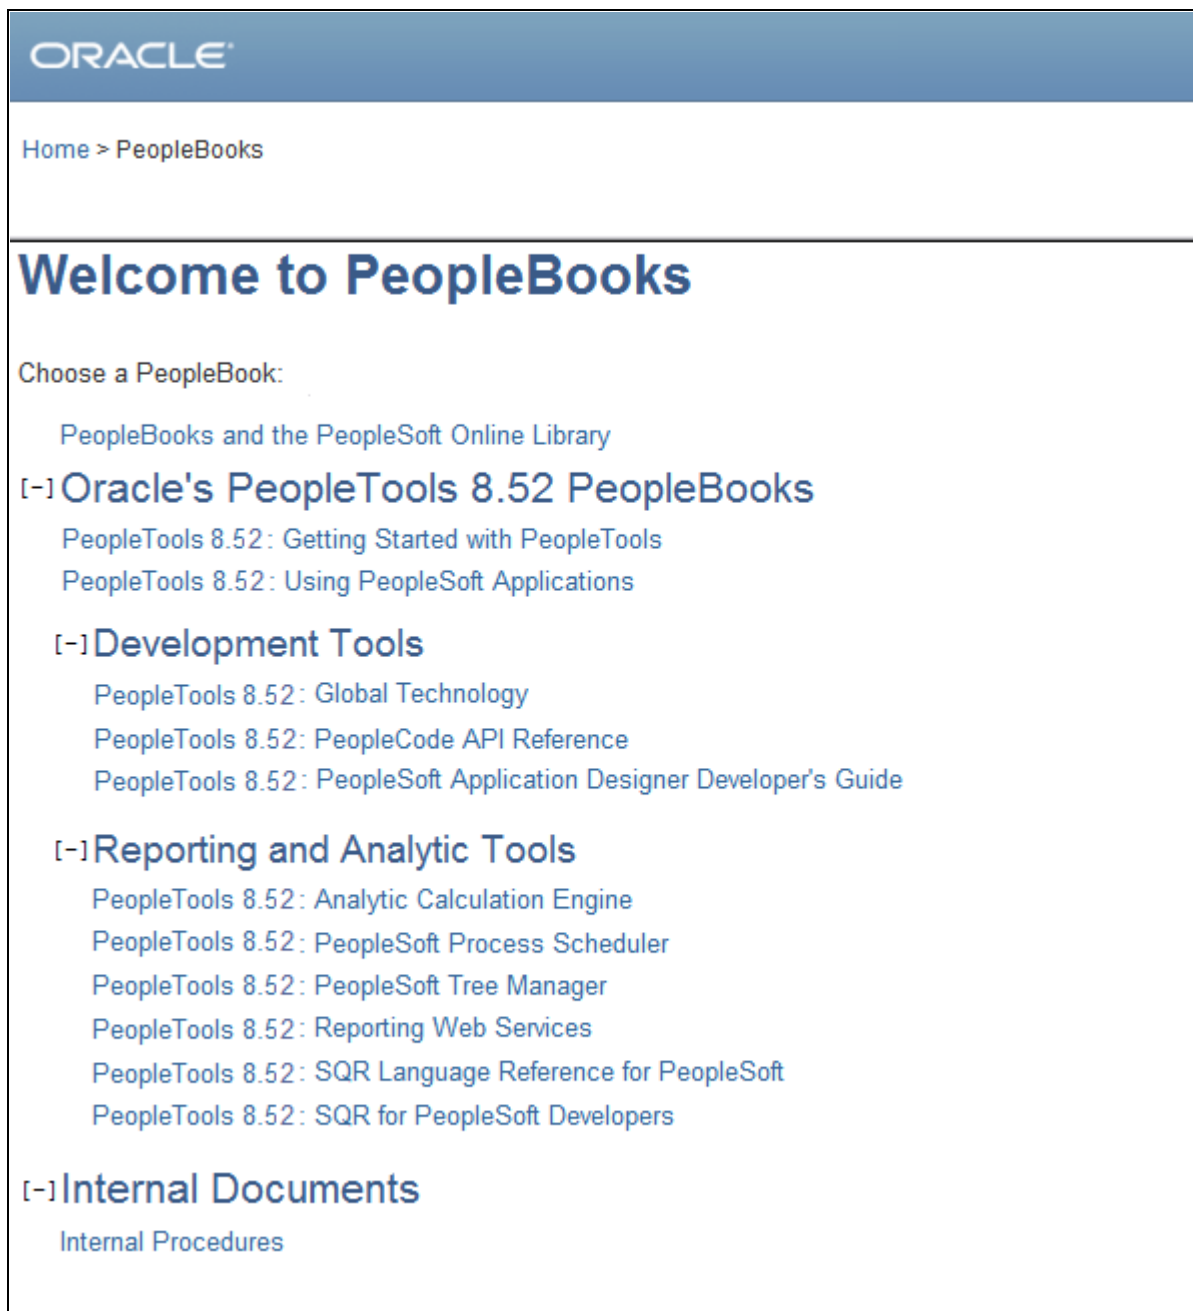 ORACLE
Home > PeopleBooks
Welcome to PeopleBooks
Choose a PeopleBook:
PeopleBooks and the PeopleSoft Online Library
[-] Oracle's PeopleTools 8.52 PeopleBooks
PeopleTools 8.52: Getting Started with PeopleTools
PeopleTools 8.52: Using PeopleSoft Applications
[-] Development Tools
PeopleTools 8.52: Global Technology
PeopleTools 8.52: PeopleCode API Reference
PeopleTools 8.52: PeopleSoft Application Designer Developer's Guide
[-] Reporting and Analytic Tools
PeopleTools 8.52: Analytic Calculation Engine
PeopleTools 8.52: PeopleSoft Process Scheduler
PeopleTools 8.52: PeopleSoft Tree Manager
PeopleTools 8.52: Reporting Web Services
PeopleTools 8.52: SQR Language Reference for PeopleSoft
PeopleTools 8.52: SQR for PeopleSoft Developers
[-] Internal Documents
Internal Procedures